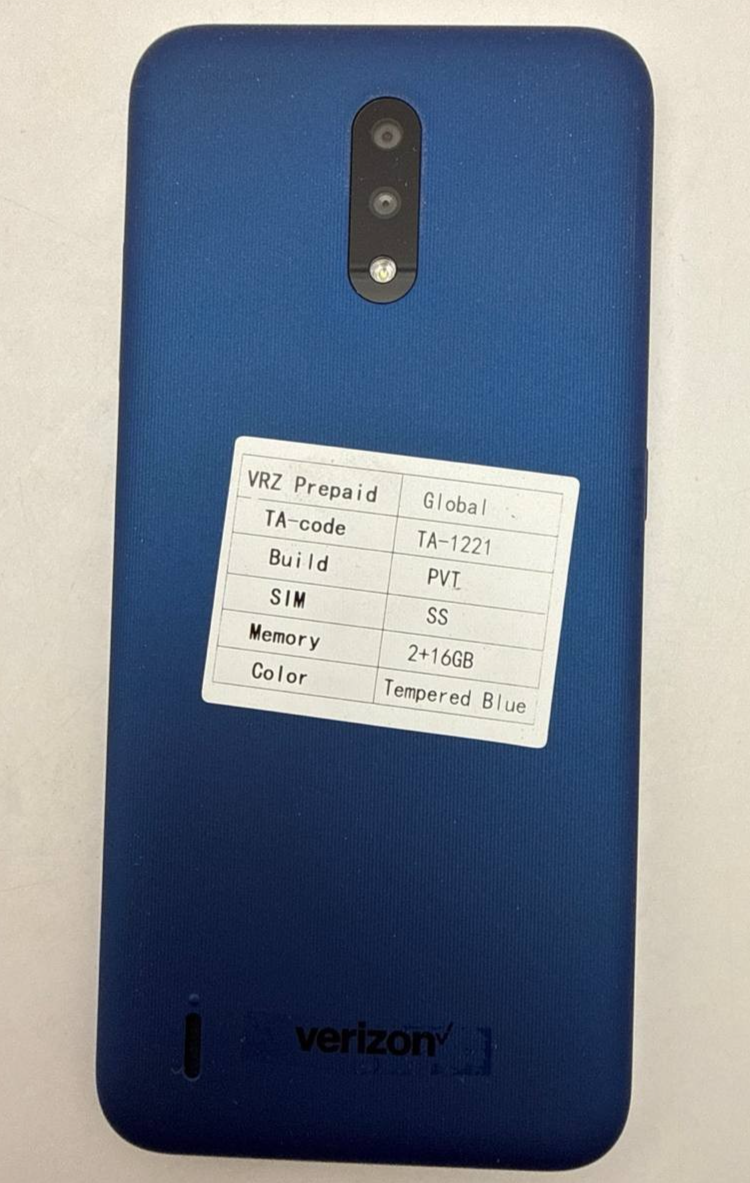 VRZ Prepaid Global
TA-code TA-1221
Build PVT
SIM SS
Memory 2+16GB
Color Tempered Blue
verizon✓